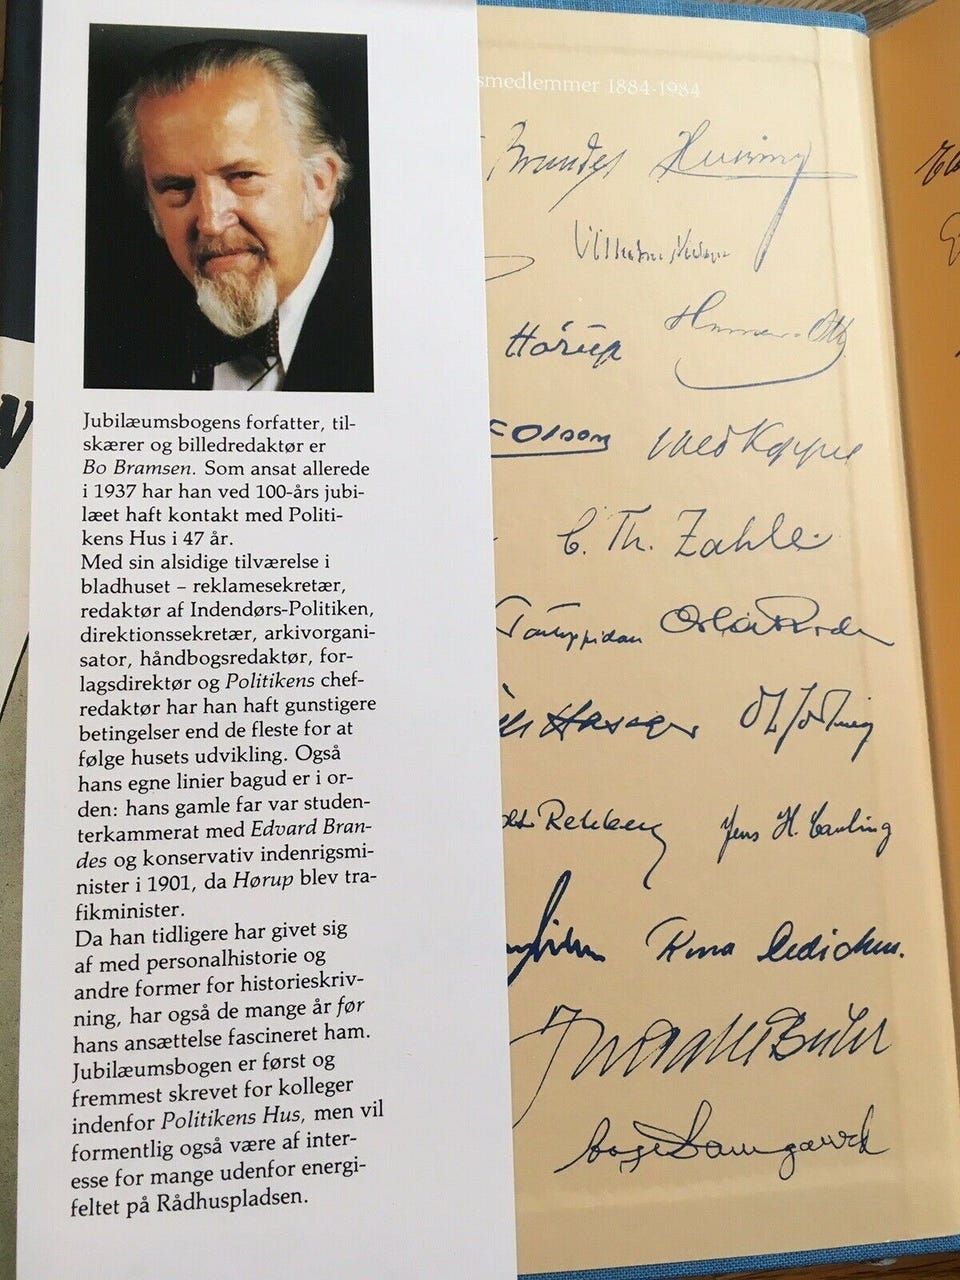 Jubilæumsbogens forfatter, til-
skærer og billedredaktør er
Bo Bramsen. Som ansat allerede
i 1937 har han ved 100-års jubi-
læet haft kontakt med Politi-
kens Hus i 47 år.
Med sin alsidige tilværelse i
bladhuset – reklamesekretær,
redaktør af Indendørs-Politiken,
direktionssekretær, arkivorgani-
sator, håndbogsredaktør, for-
lagsdirektør og Politikens chef-
redaktør har han haft gunstigere
betingelser end de fleste for at
følge husets udvikling. Også
hans egne linier bagud er i or-
den: hans gamle far var studen-
terkammerat med Edvard Bran-
des og konservativ indenrigsmi-
nister i 1901, da Hørup blev tra-
fikminister.
Da han tidligere har givet sig
af med personalhistorie og
andre former for historieskriv-
ning, har også de mange år før
hans ansættelse fascineret ham.
Jubilæumsbogen er først og
fremmest skrevet for kolleger
indenfor Politikens Hus, men vil
formentlig også være af inter-
esse for mange udenfor energi-
feltet på Rådhuspladsen.
smedlemmer 1884-1984
Brandes
Hørup
C. Th. Zahle
Hassager
Rehberg Jens H. Cavling